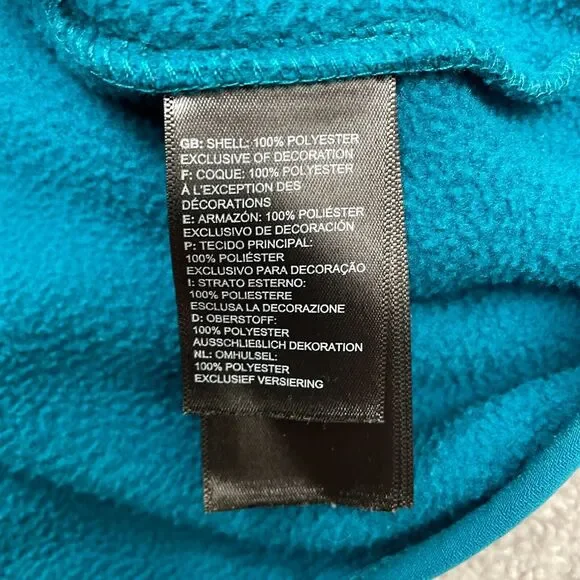 GB: SHELL: 100% POLYESTER
EXCLUSIVE OF DECORATION
F: COQUE: 100% POLYESTER
À L'EXCEPTION DES
DÉCORATIONS
E: ARMAZÓN: 100% POLIÉSTER
EXCLUSIVO DE DECORACIÓN
P: TECIDO PRINCIPAL:
100% POLIÉSTER
EXCLUSIVO PARA DECORAÇÃO
I: STRATO ESTERNO:
100% POLIESTERE
ESCLUSA LA DECORAZIONE
D: OBERSTOFF:
100% POLYESTER
AUSSCHLIEßLICH DEKORATION
NL: OMHULSEL:
100% POLYESTER
EXCLUSIEF VERSIERING